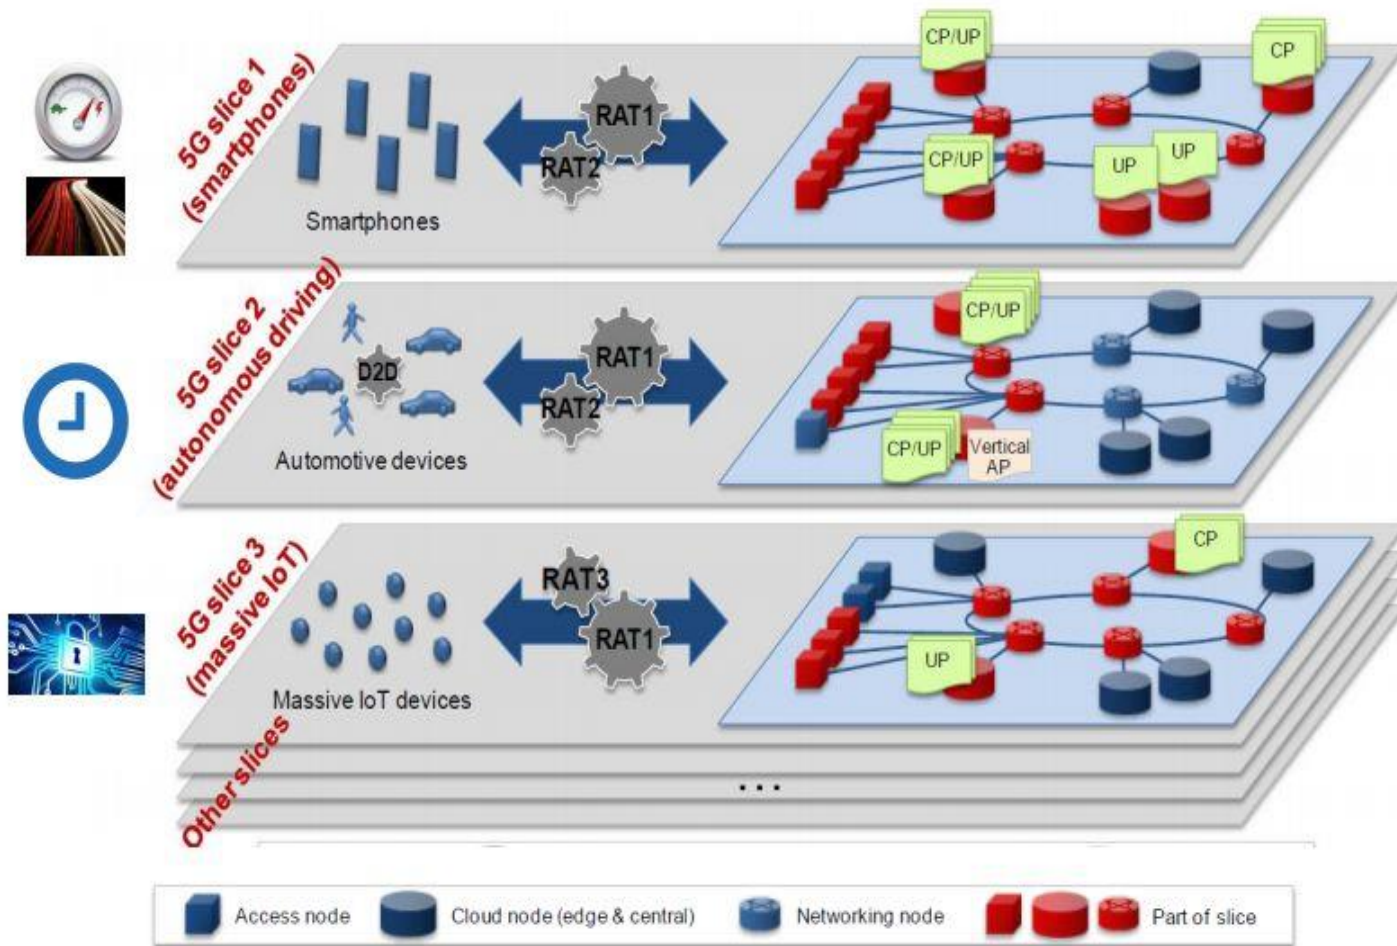 5G slice 1
(smartphones)
Smartphones
RAT1
RAT2
CP/UP
CP
CP/UP
UP
UP
5G slice 2
(autonomous driving)
D2D
Automotive devices
RAT1
RAT2
CP/UP
CP/UP
Vertical
AP
5G slice 3
(massive IoT)
Massive IoT devices
RAT3
RAT1
CP
UP
Other slices
...
Access node
Cloud node (edge & central)
Networking node
Part of slice